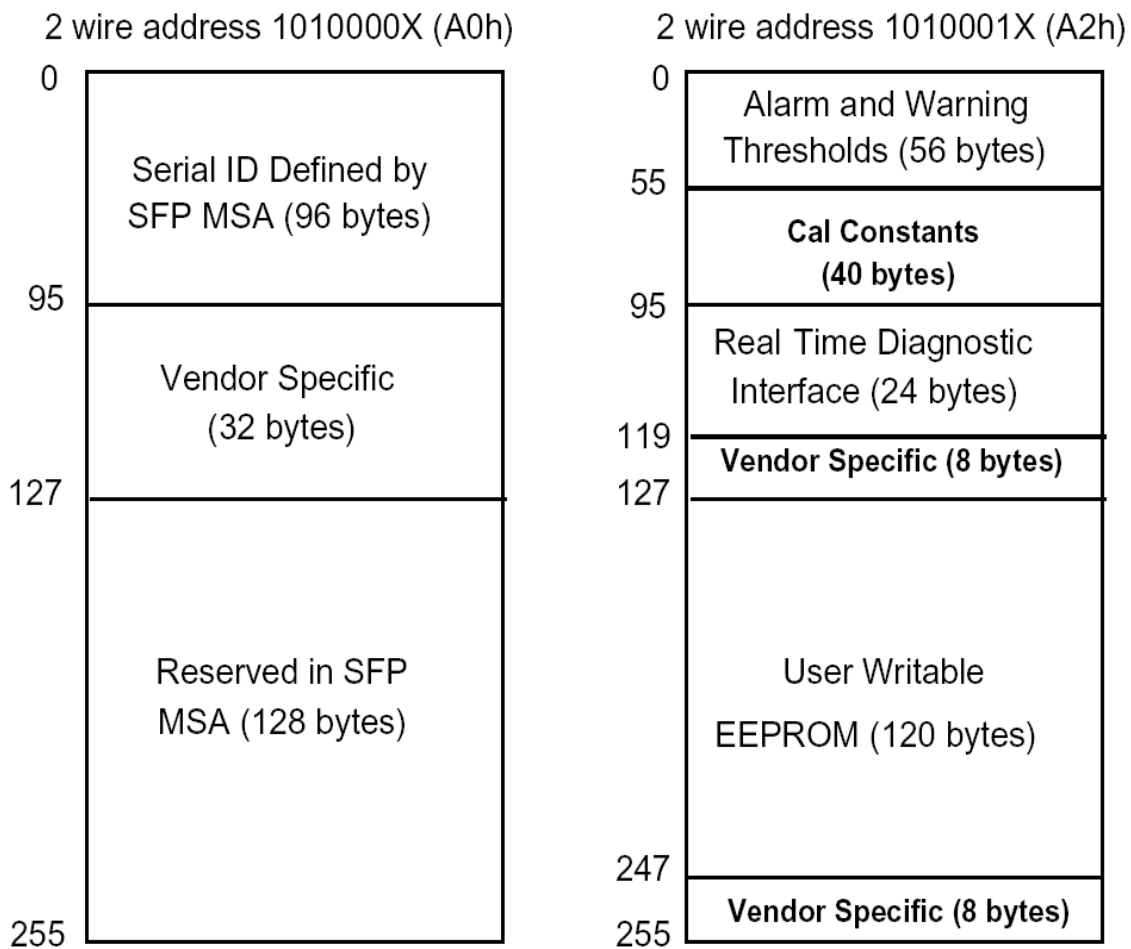 2 wire address 1010000X (A0h)
0
Serial ID Defined by
SFP MSA (96 bytes)
95
Vendor Specific
(32 bytes)
127
Reserved in SFP
MSA (128 bytes)
255
2 wire address 1010001X (A2h)
0
Alarm and Warning
Thresholds (56 bytes)
55
Cal Constants
(40 bytes)
95
Real Time Diagnostic
Interface (24 bytes)
119
Vendor Specific (8 bytes)
127
User Writable
EEPROM (120 bytes)
247
Vendor Specific (8 bytes)
255